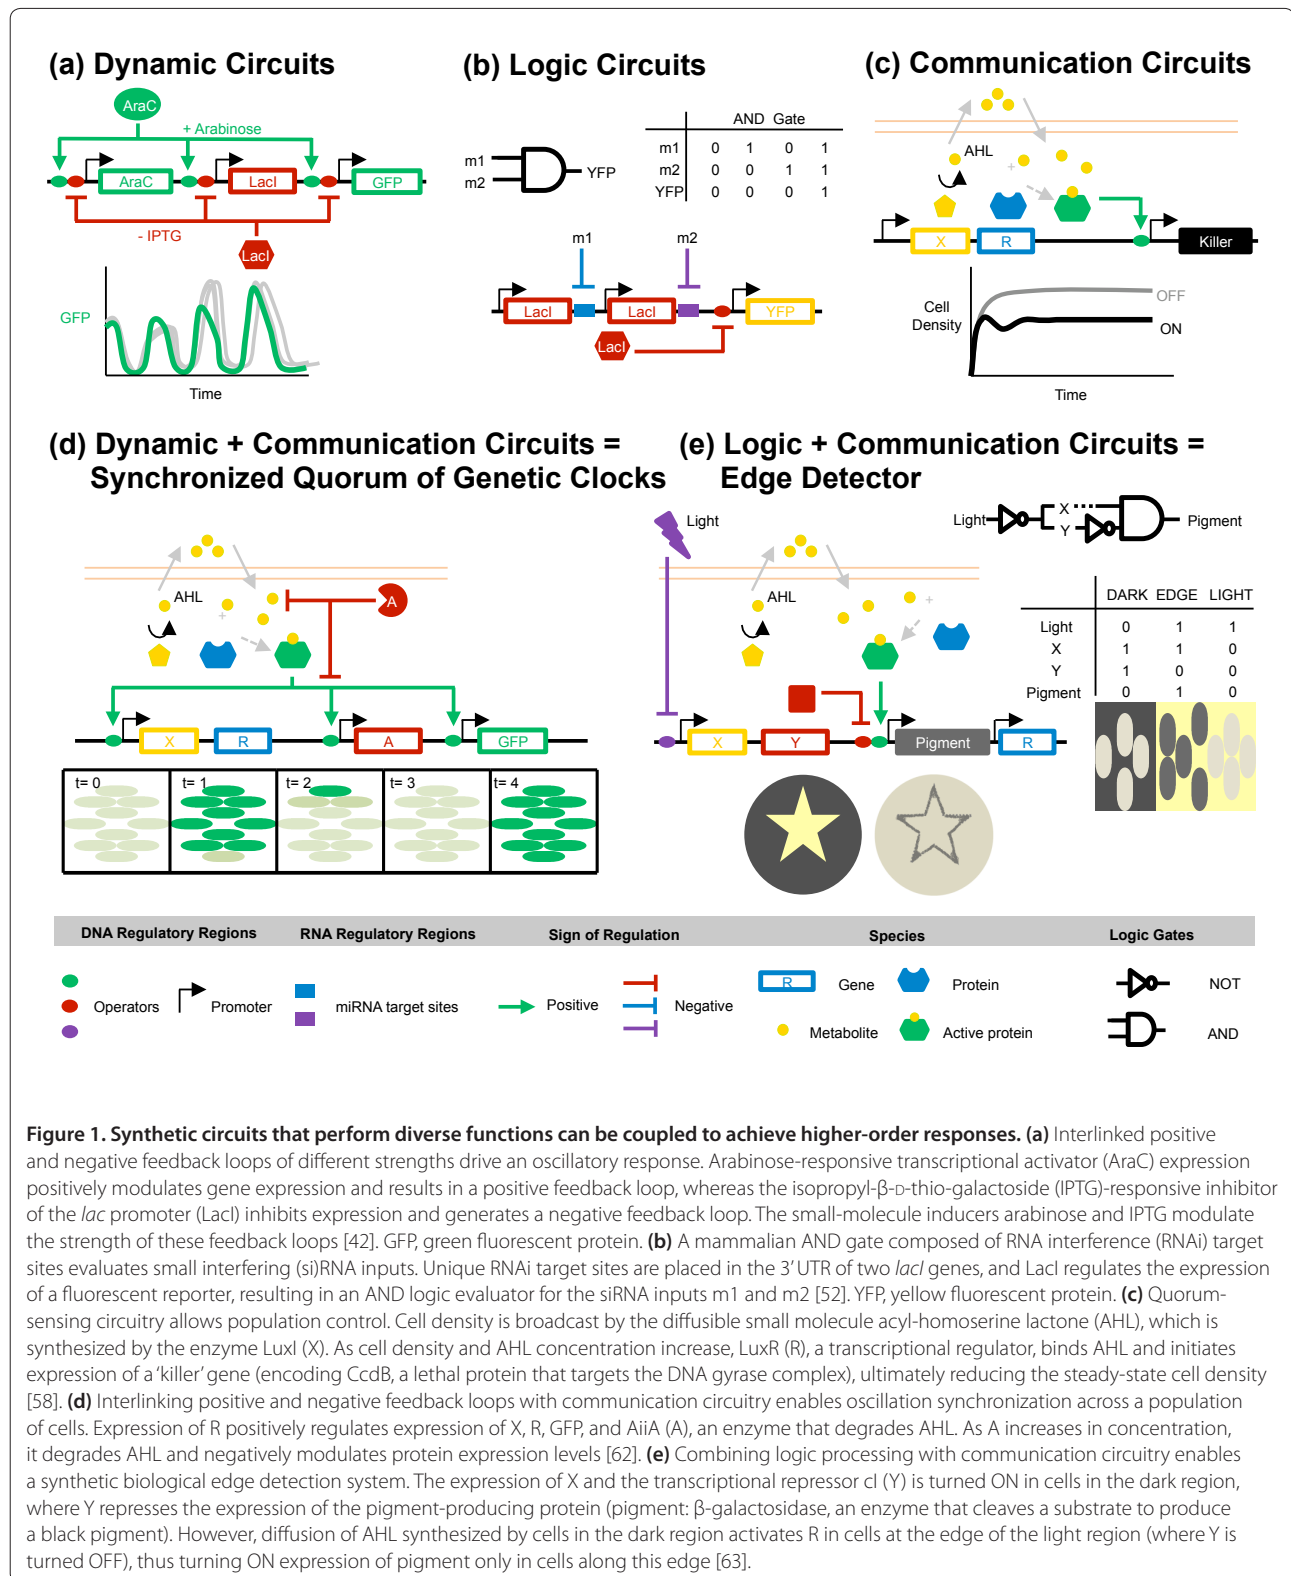 (a) Dynamic Circuits
AraC
+ Arabinose
AraC
LacI
GFP
- IPTG
LacI
GFP
Time
(b) Logic Circuits
m1
m2
YFP
AND Gate
m1 0 1 0 1
m2 0 0 1 1
YFP 0 0 0 1
m1
m2
LacI
LacI
YFP
LacI
(c) Communication Circuits
AHL
+
X
R
Killer
Cell
Density
OFF
ON
Time
(d) Dynamic + Communication Circuits =
Synchronized Quorum of Genetic Clocks
AHL
+
A
X
R
A
GFP
t= 0
t= 1
t= 2
t= 3
t= 4
(e) Logic + Communication Circuits =
Edge Detector
Light
AHL
+
X
Y
Pigment
R
Light
X
Y
Pigment
DARK EDGE LIGHT
Light 0 1 1
X 1 1 0
Y 1 0 0
Pigment 0 1 0
DNA Regulatory Regions
RNA Regulatory Regions
Sign of Regulation
Species
Logic Gates
Operators
Promoter
miRNA target sites
Positive
Negative
R
Gene
Protein
Metabolite
Active protein
NOT
AND
Figure 1. Synthetic circuits that perform diverse functions can be coupled to achieve higher-order responses. (a) Interlinked positive
and negative feedback loops of different strengths drive an oscillatory response. Arabinose-responsive transcriptional activator (AraC) expression
positively modulates gene expression and results in a positive feedback loop, whereas the isopropyl-β-D-thio-galactoside (IPTG)-responsive inhibitor
of the lac promoter (LacI) inhibits expression and generates a negative feedback loop. The small-molecule inducers arabinose and IPTG modulate
the strength of these feedback loops [42]. GFP, green fluorescent protein. (b) A mammalian AND gate composed of RNA interference (RNAi) target
sites evaluates small interfering (si)RNA inputs. Unique RNAi target sites are placed in the 3’ UTR of two lacI genes, and LacI regulates the expression
of a fluorescent reporter, resulting in an AND logic evaluator for the siRNA inputs m1 and m2 [52]. YFP, yellow fluorescent protein. (c) Quorum-
sensing circuitry allows population control. Cell density is broadcast by the diffusible small molecule acyl-homoserine lactone (AHL), which is
synthesized by the enzyme LuxI (X). As cell density and AHL concentration increase, LuxR (R), a transcriptional regulator, binds AHL and initiates
expression of a ‘killer’ gene (encoding CcdB, a lethal protein that targets the DNA gyrase complex), ultimately reducing the steady-state cell density
[58]. (d) Interlinking positive and negative feedback loops with communication circuitry enables oscillation synchronization across a population
of cells. Expression of R positively regulates expression of X, R, GFP, and AiiA (A), an enzyme that degrades AHL. As A increases in concentration,
it degrades AHL and negatively modulates protein expression levels [62]. (e) Combining logic processing with communication circuitry enables
a synthetic biological edge detection system. The expression of X and the transcriptional repressor cI (Y) is turned ON in cells in the dark region,
where Y represses the expression of the pigment-producing protein (pigment: β-galactosidase, an enzyme that cleaves a substrate to produce
a black pigment). However, diffusion of AHL synthesized by cells in the dark region activates R in cells at the edge of the light region (where Y is
turned OFF), thus turning ON expression of pigment only in cells along this edge [63].